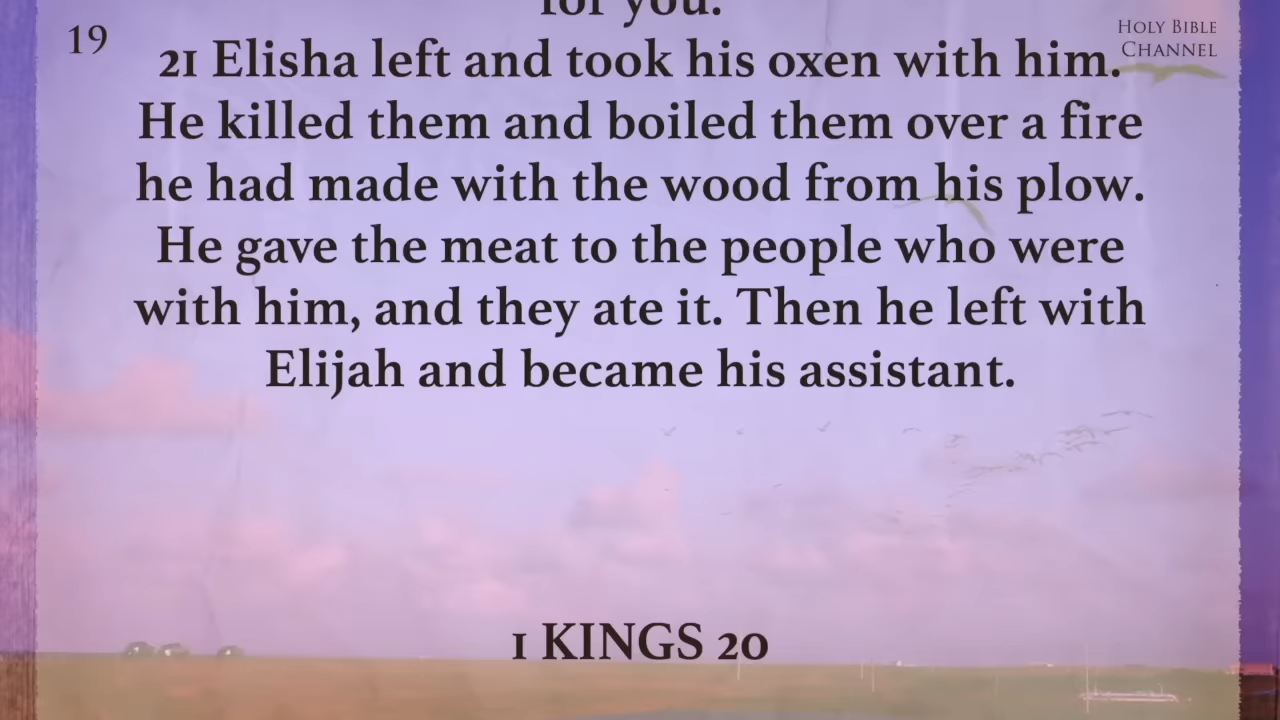 for you.
19
HOLY BIBLE
CHANNEL
21 Elisha left and took his oxen with him.
He killed them and boiled them over a fire
he had made with the wood from his plow.
He gave the meat to the people who were
with him, and they ate it. Then he left with
Elijah and became his assistant.
1 KINGS 20